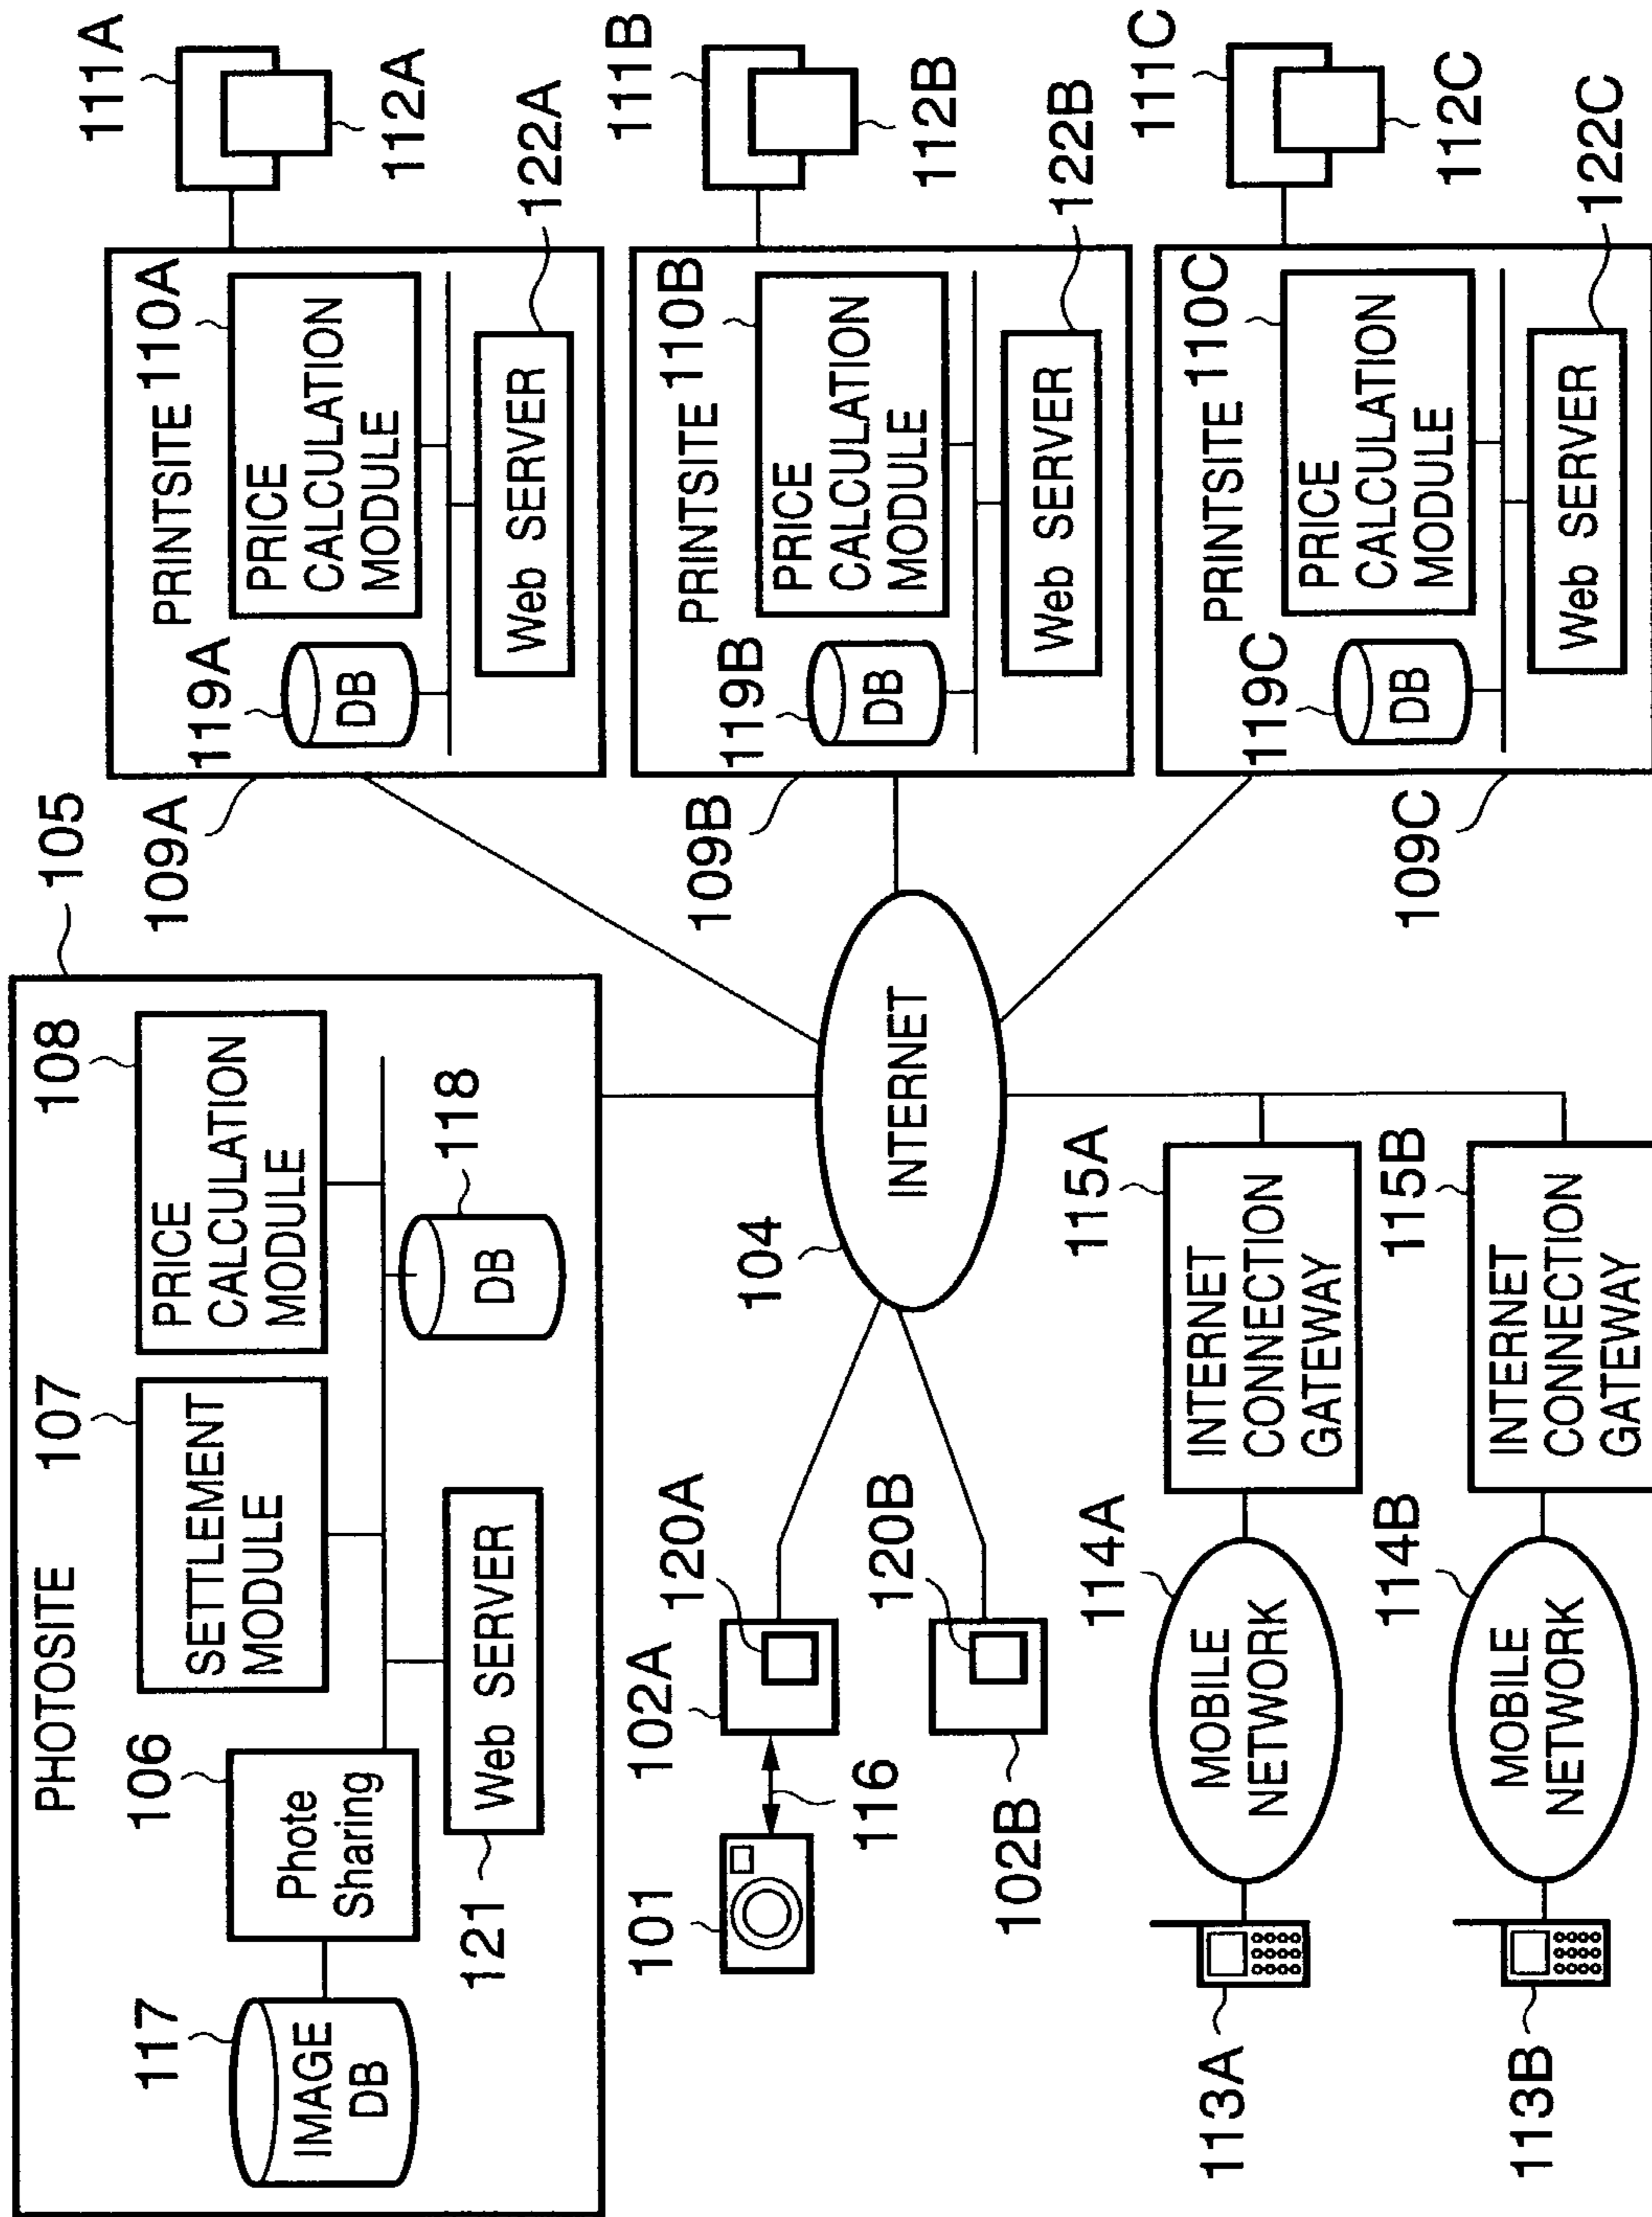 105
PHOTOSITE
117
IMAGE
DB
106
Phote
Sharing
107
SETTLEMENT
MODULE
108
PRICE
CALCULATION
MODULE
121
Web SERVER
118
DB
109A
PRINTSITE
110A
119A
DB
PRICE
CALCULATION
MODULE
Web SERVER
122A
111A
112A
109B
PRINTSITE
110B
119B
DB
PRICE
CALCULATION
MODULE
Web SERVER
122B
111B
112B
109C
PRINTSITE
110C
119C
DB
PRICE
CALCULATION
MODULE
Web SERVER
122C
111C
112C
104
INTERNET
101
116
102A
120A
102B
120B
113A
114A
MOBILE
NETWORK
115A
INTERNET
CONNECTION
GATEWAY
113B
114B
MOBILE
NETWORK
115B
INTERNET
CONNECTION
GATEWAY